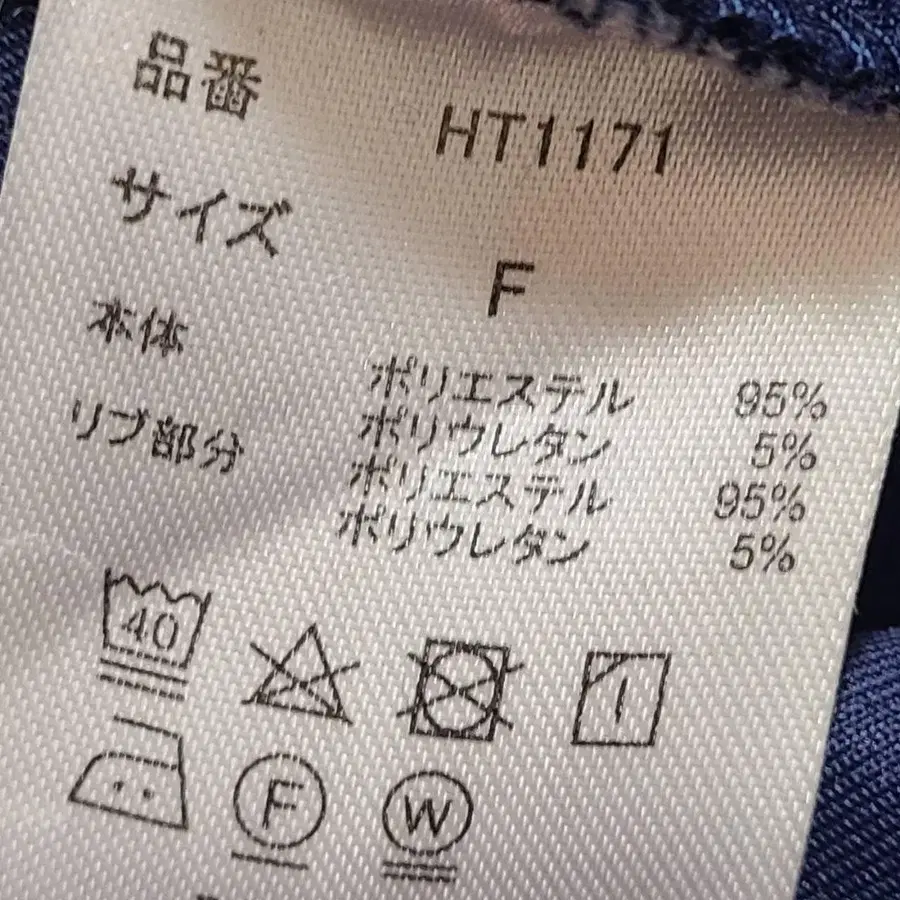 品番 HT1171
サイズ F
本体 ポリエステル 95%
ポリウレタン 5%
リブ部分 ポリエステル 95%
ポリウレタン 5%
40
F W